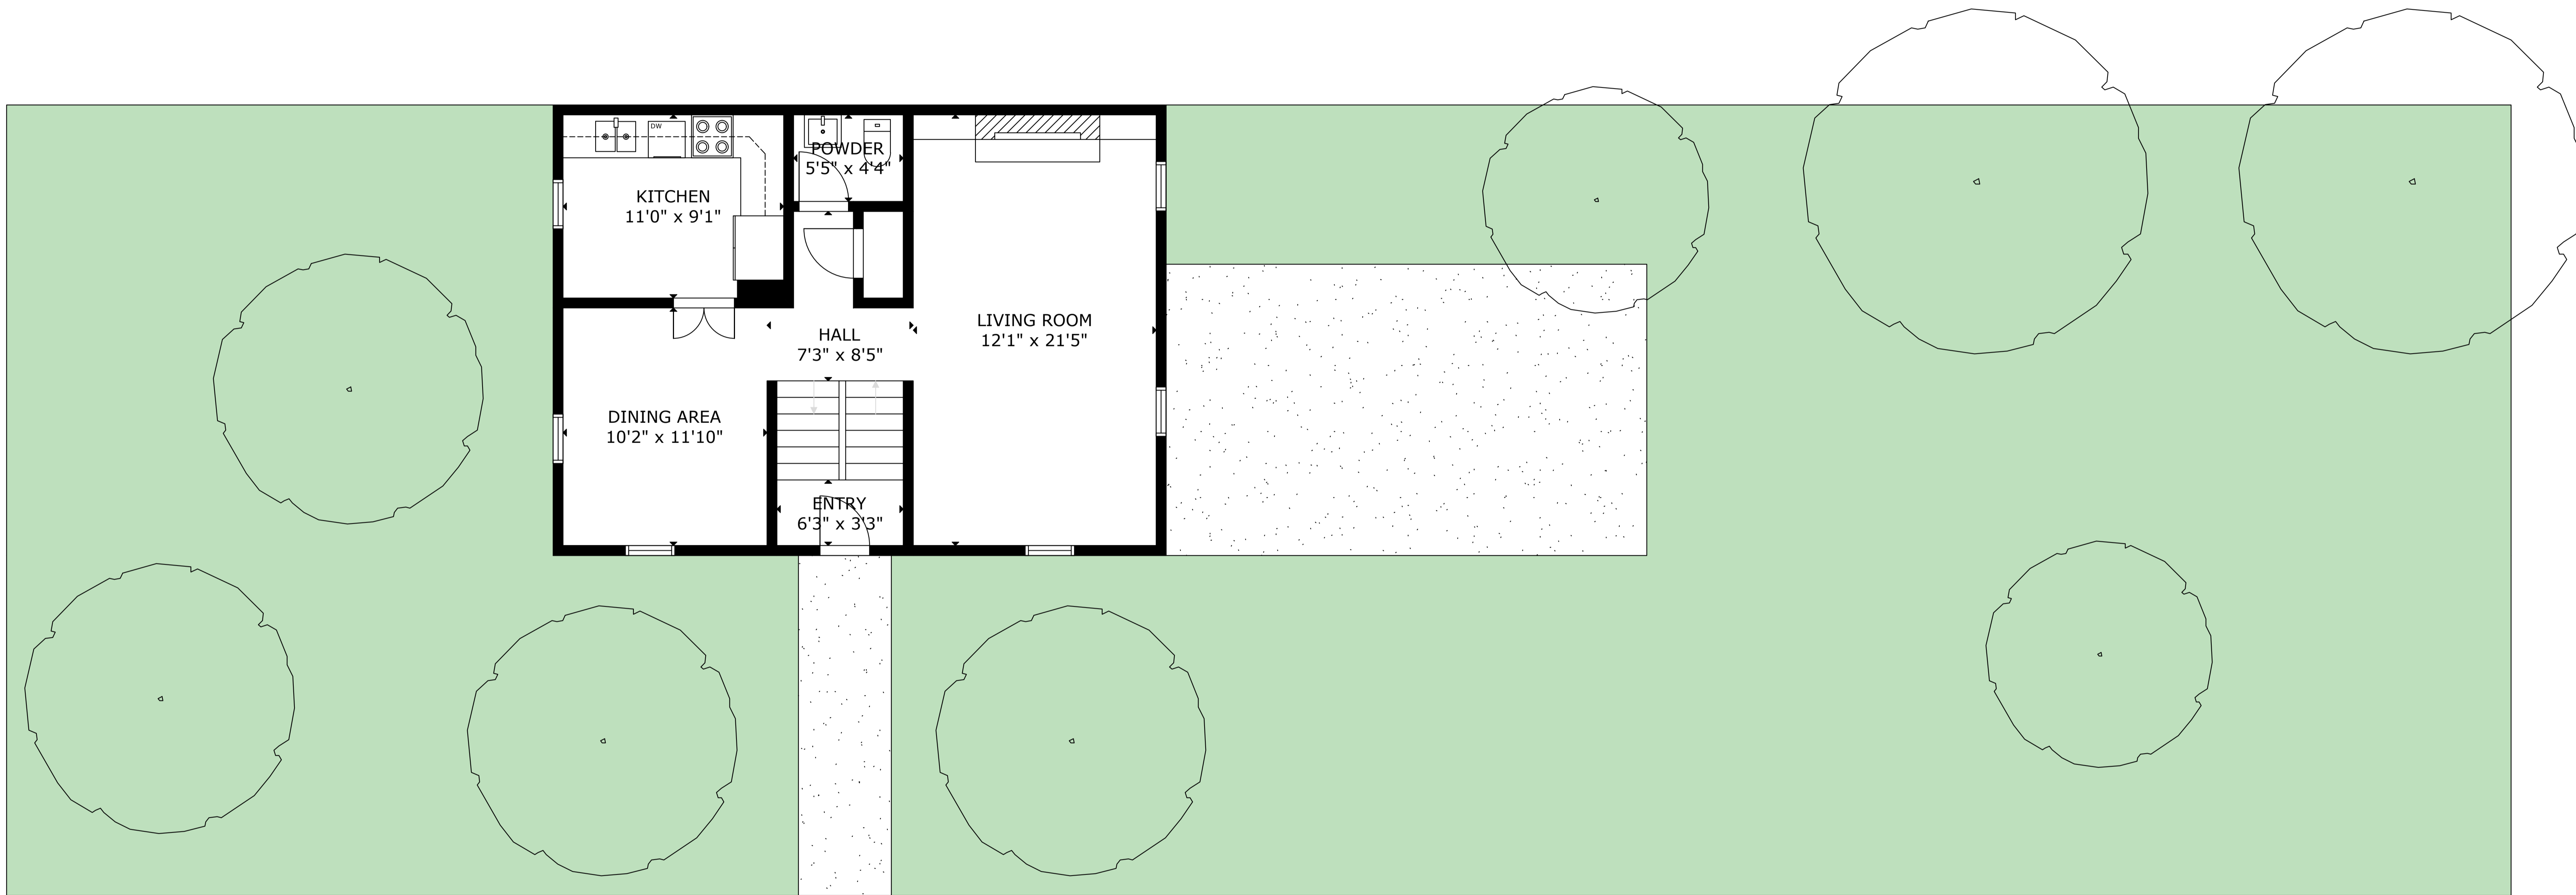 DW
POWDER
5'5" x 4'4"
KITCHEN
11'0" x 9'1"
LIVING ROOM
12'1" x 21'5"
HALL
7'3" x 8'5"
DINING AREA
10'2" x 11'10"
ENTRY
6'3" x 3'3"